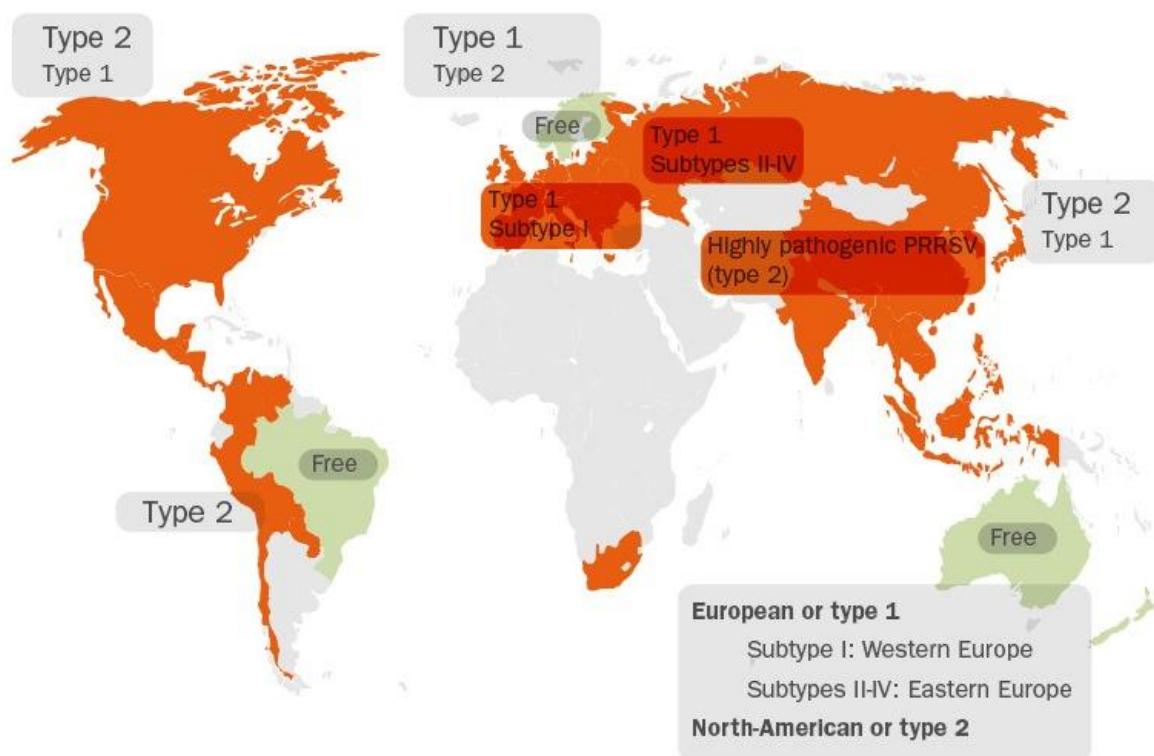 Type 2
Type 1
Type 1
Type 2
Free
Type 1
Subtypes II-IV
Type 1
Subtype I
Type 2
Type 1
Highly pathogenic PRRSV
(type 2)
Free
Type 2
Free
European or type 1
Subtype I: Western Europe
Subtypes II-IV: Eastern Europe
North-American or type 2